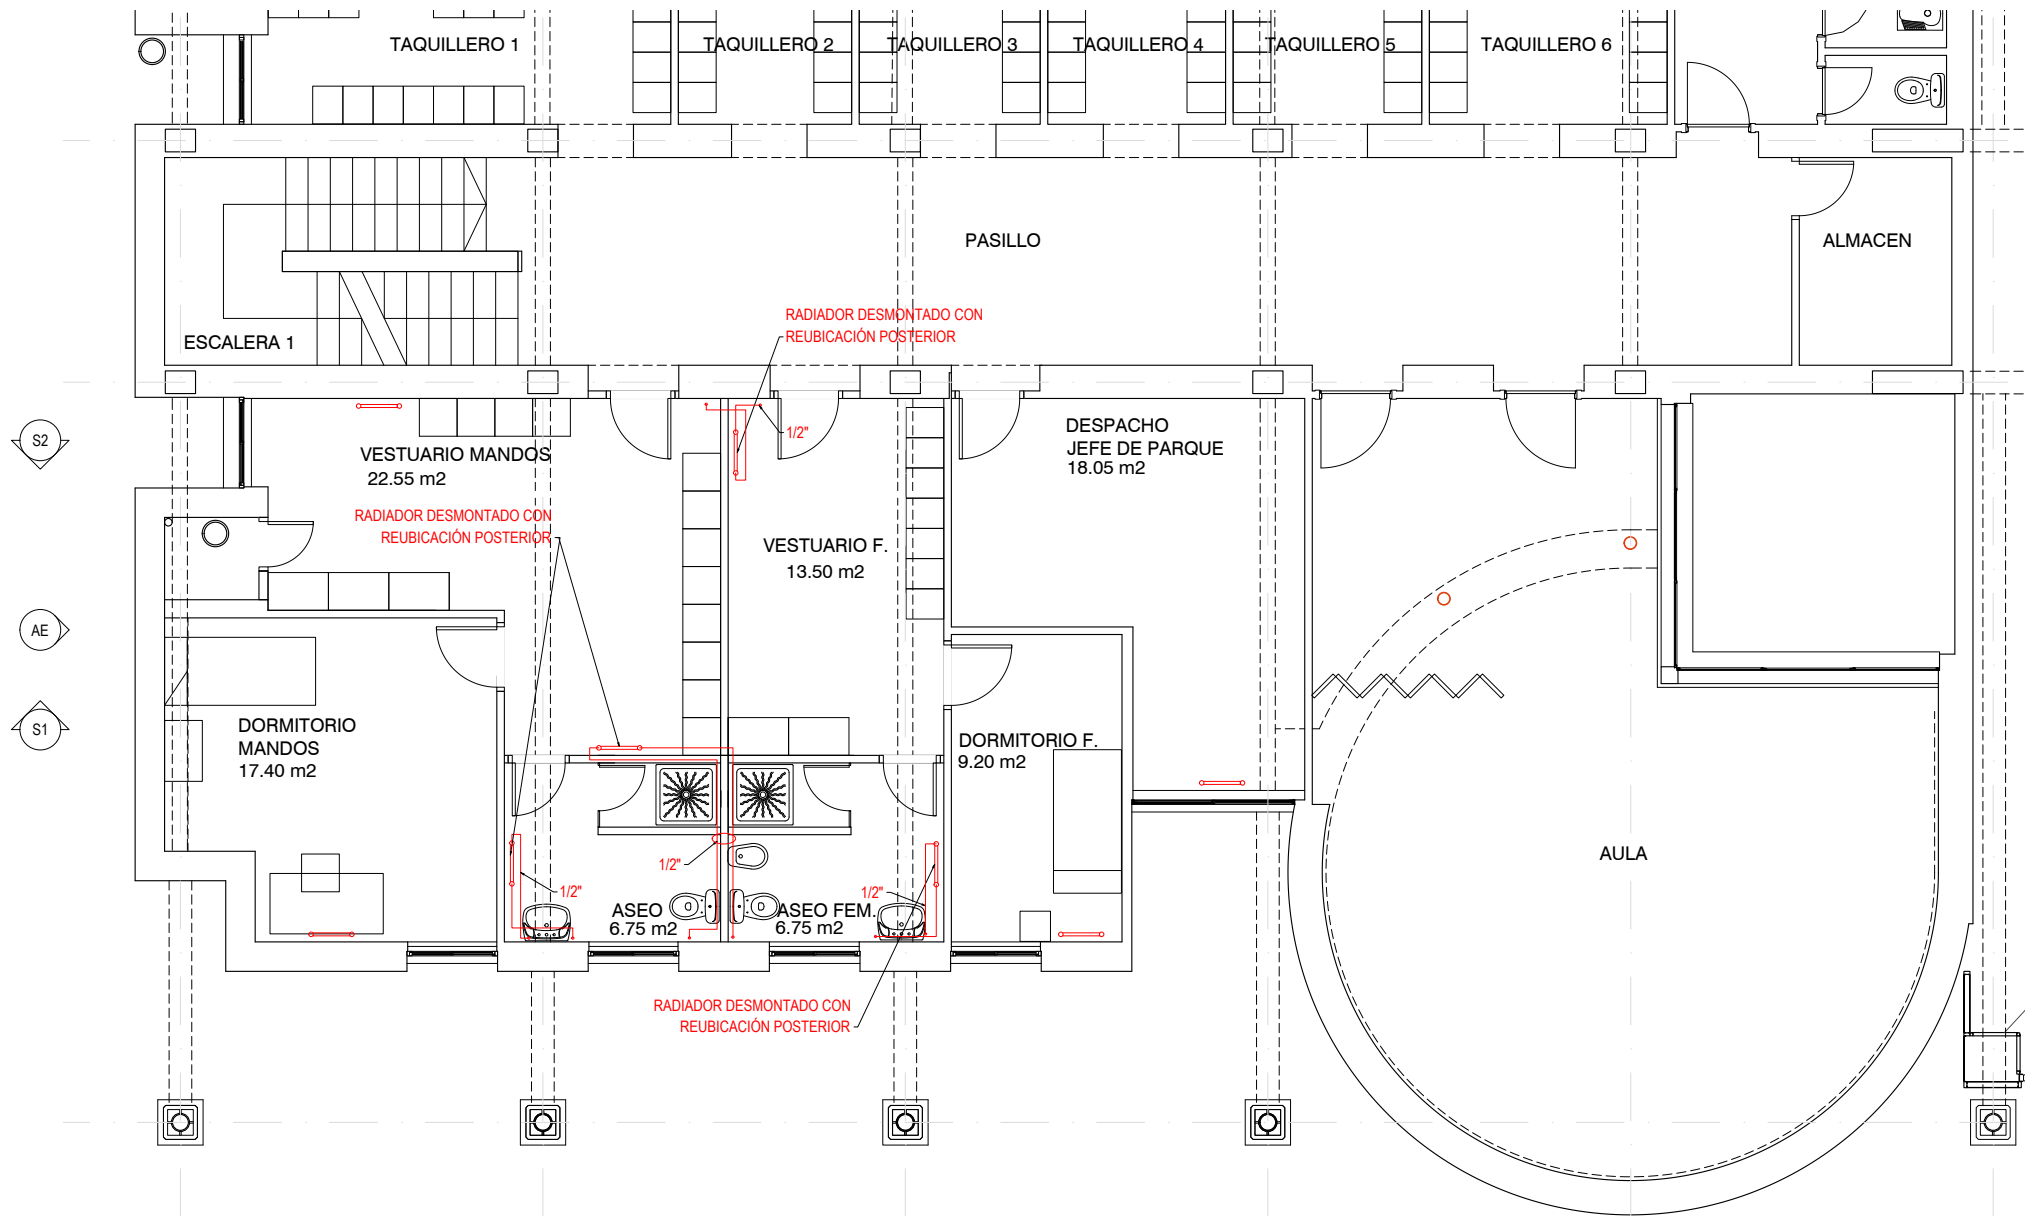 TAQUILLERO 1
TAQUILLERO 2
TAQUILLERO 3
TAQUILLERO 4
TAQUILLERO 5
TAQUILLERO 6
PASILLO
ALMACEN
ESCALERA 1
RADIADOR DESMONTADO CON
REUBICACIÓN POSTERIOR
S2
VESTUARIO MANDOS
22.55 m2
1/2"
DESPACHO
JEFE DE PARQUE
18.05 m2
RADIADOR DESMONTADO CON
REUBICACIÓN POSTERIOR
VESTUARIO F.
13.50 m2
AE
S1
DORMITORIO
MANDOS
17.40 m2
DORMITORIO F.
9.20 m2
AULA
1/2"
1/2"
1/2"
ASEO
6.75 m2
ASEO FEM.
6.75 m2
RADIADOR DESMONTADO CON
REUBICACIÓN POSTERIOR